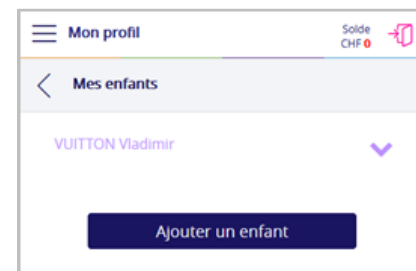 Mon profil
Solde
CHF 0
Mes enfants
VUITTON Vladimir
Ajouter un enfant